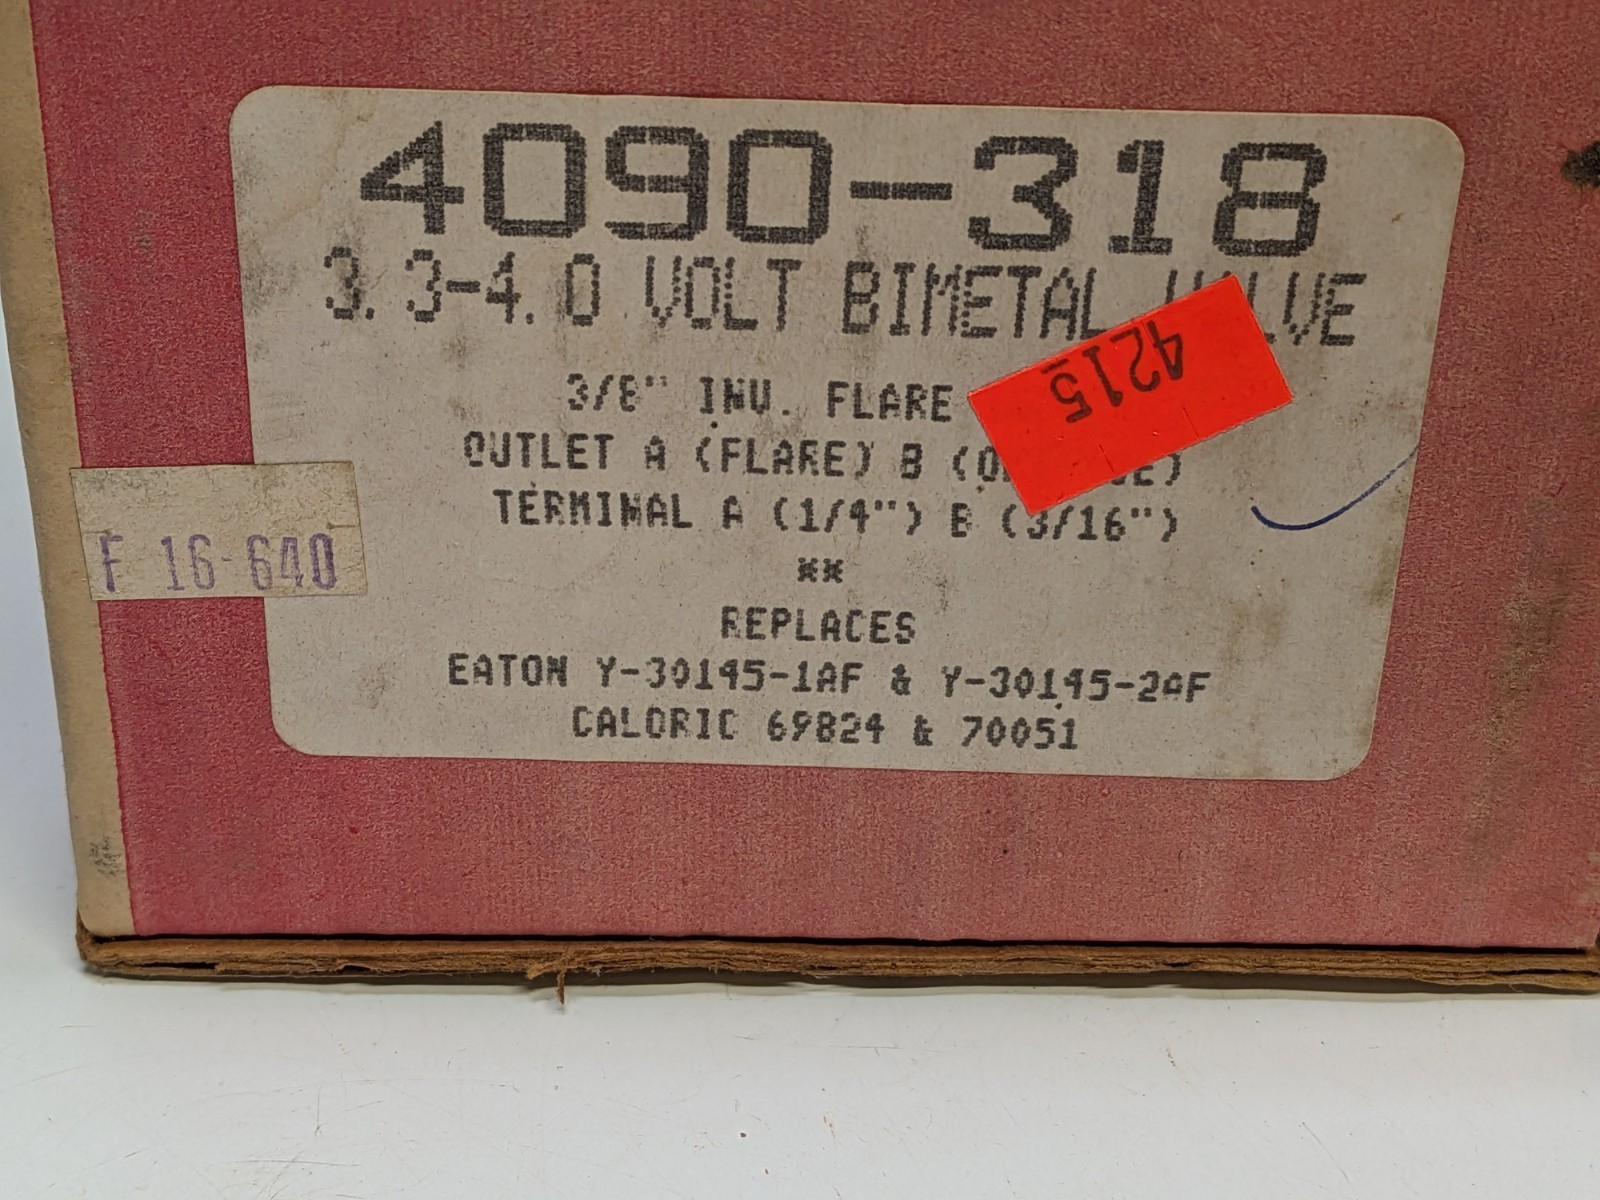 4090-318
3.3-4.0 VOLT BIMETAL VALVE
3/8" INV. FLARE
OUTLET A (FLARE) B
TERMINAL A (1/4") B (3/16")
**
REPLACES
EATON Y-30145-1AF & Y-30145-2AF
CALORIC 69824 & 70051
F 16-640
4215